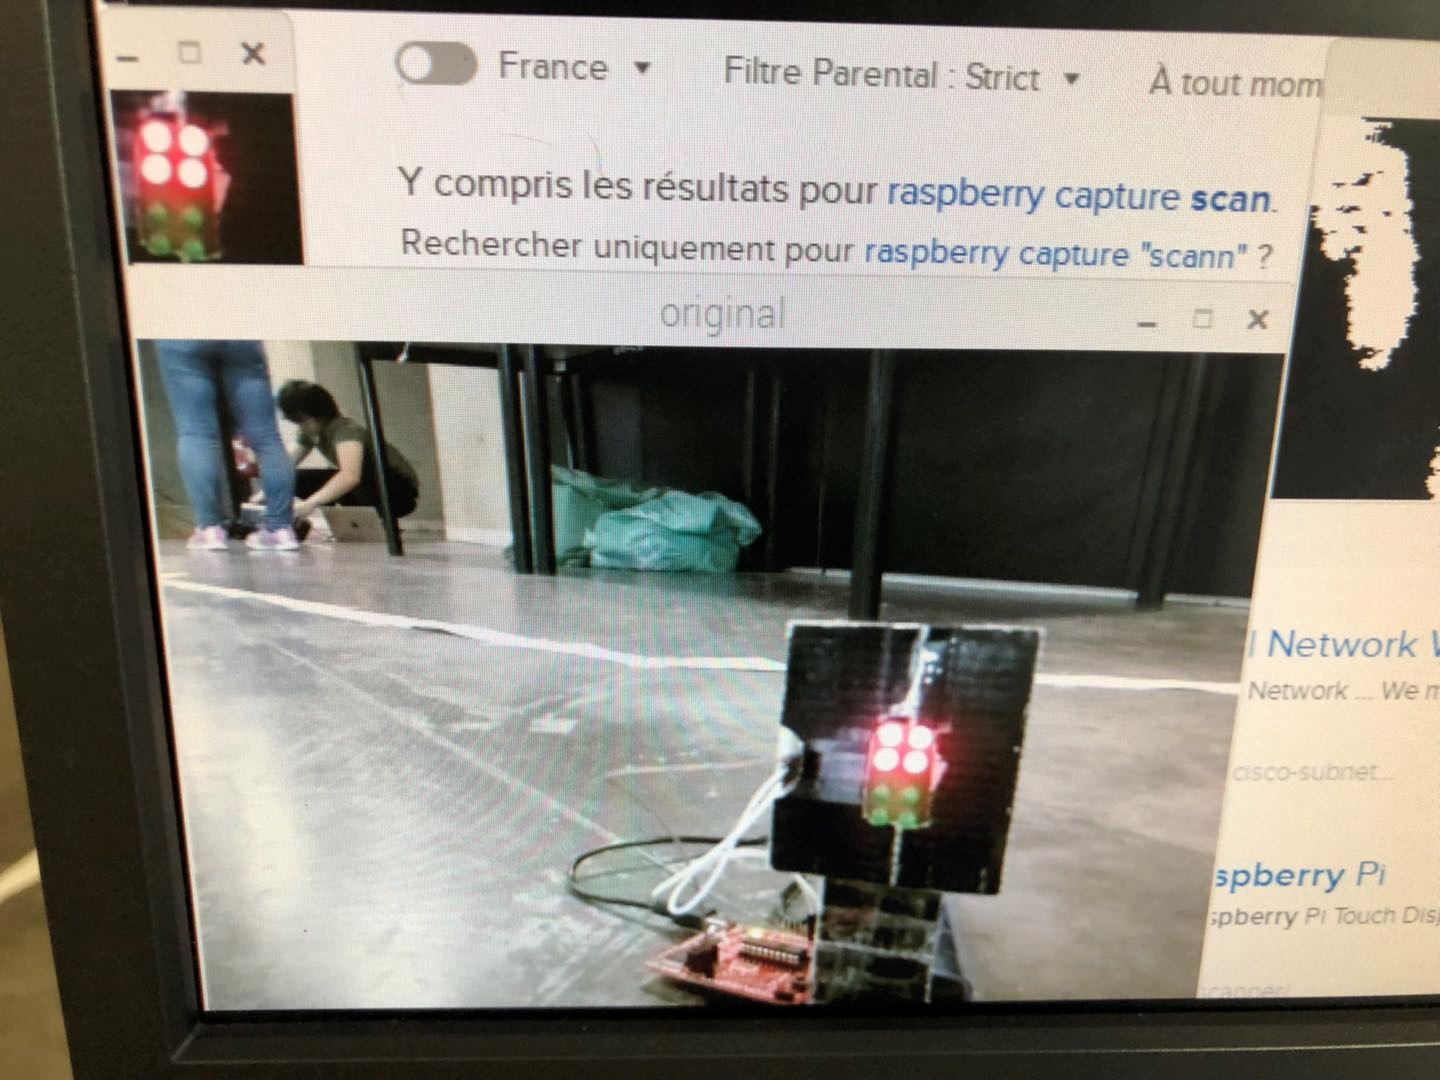 France
Filtre Parental : Strict
À tout mom
Y compris les résultats pour raspberry capture scan.
Rechercher uniquement pour raspberry capture "scann" ?
original
l Network
Network ... We m
cisco-subnet...
spberry Pi
spberry Pi Touch Dis
scanner/